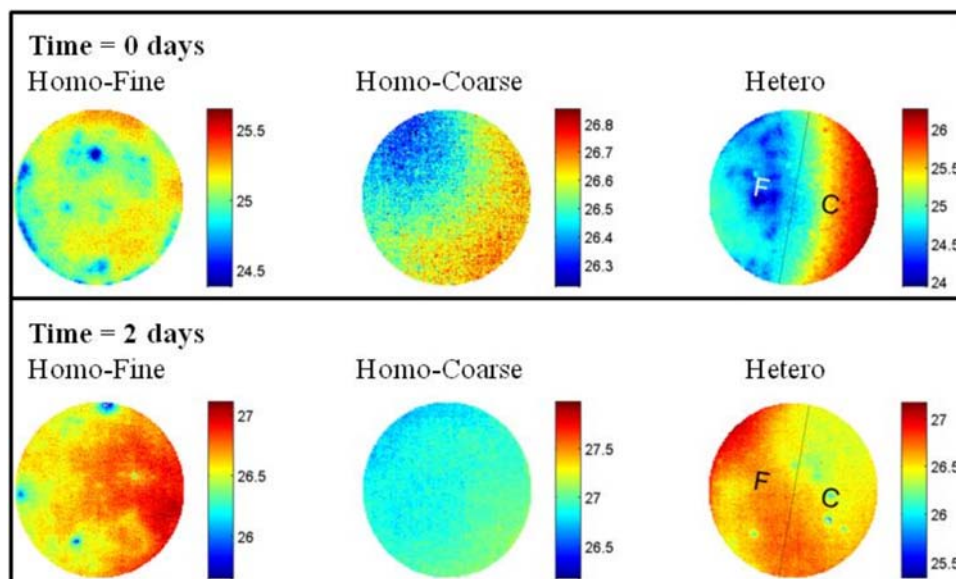 Time = 0 days
Homo-Fine
Homo-Coarse
Hetero
25.5
25
24.5
26.8
26.7
26.6
26.5
26.4
26.3
F
C
26
25.5
25
24.5
24
Time = 2 days
Homo-Fine
Homo-Coarse
Hetero
27
26.5
26
27.5
27
26.5
F
C
27
26.5
26
25.5